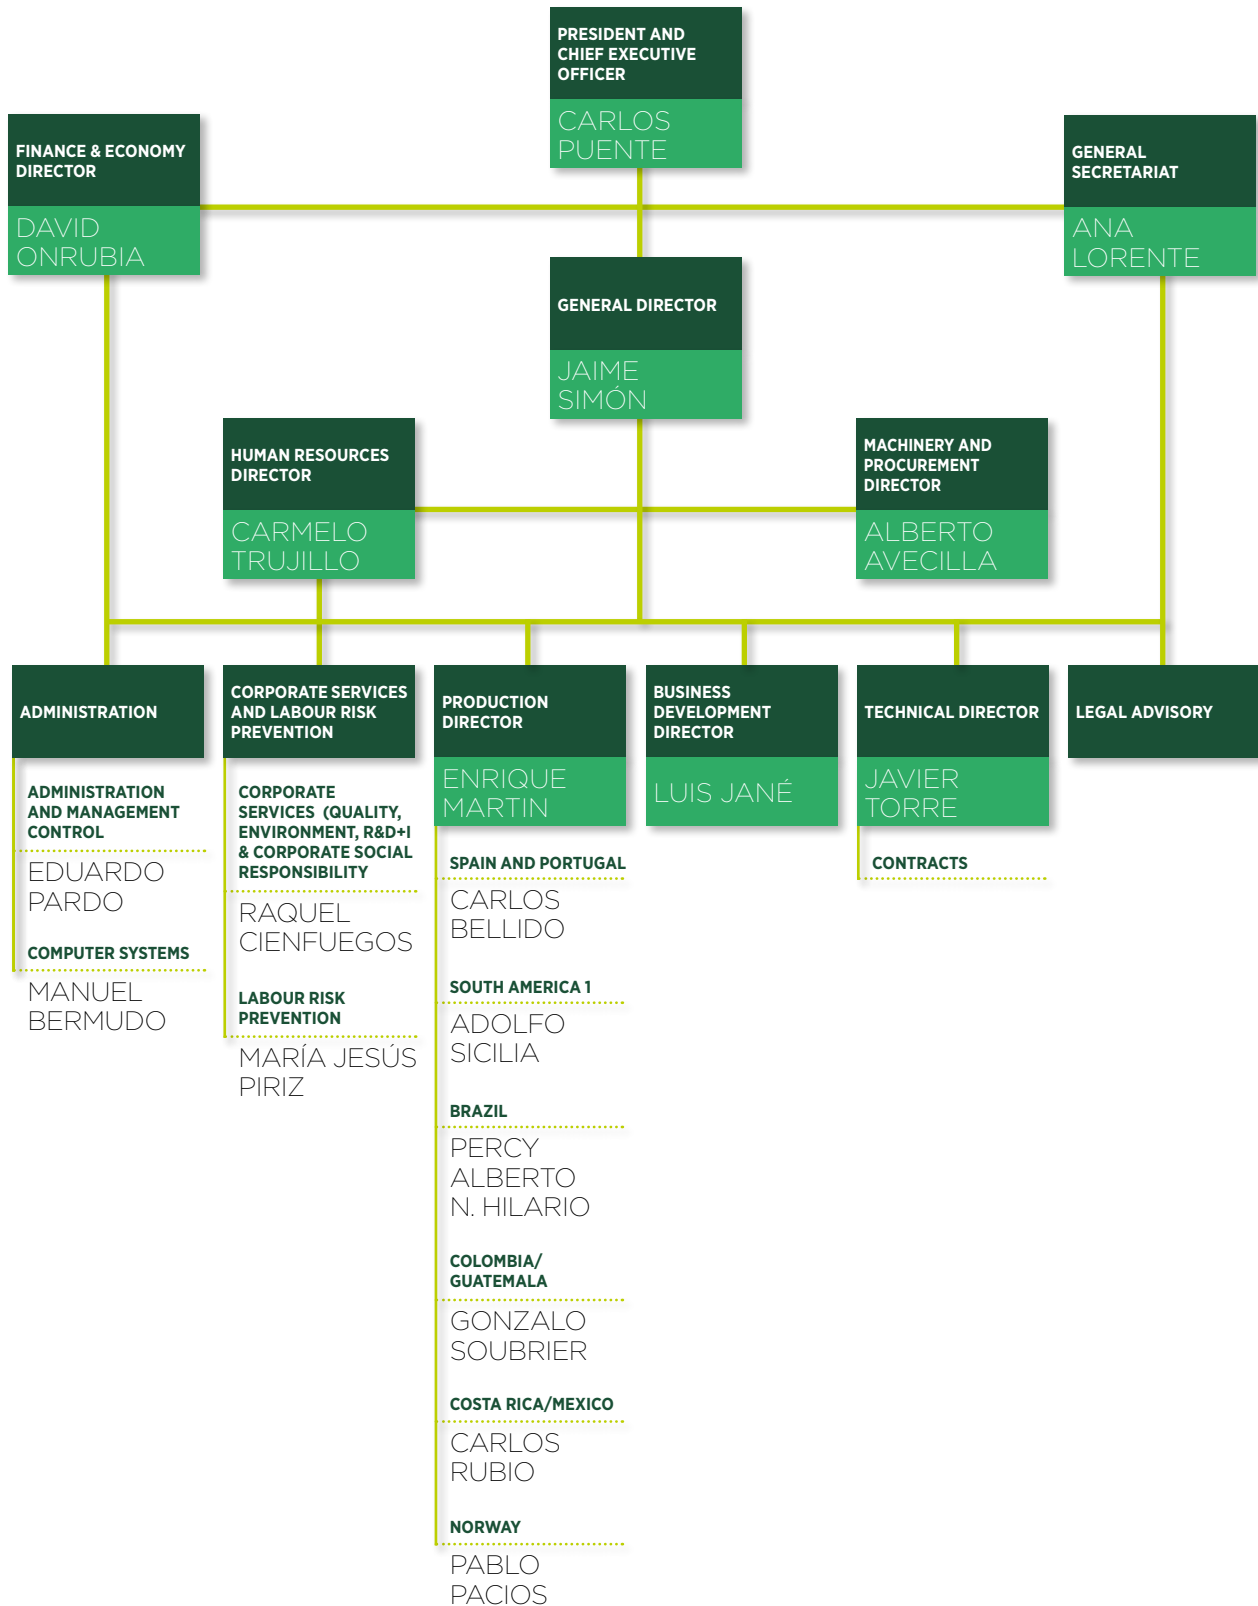 PRESIDENT AND
CHIEF EXECUTIVE
OFFICER
CARLOS
PUENTE
FINANCE & ECONOMY
DIRECTOR
DAVID
ONRUBIA
GENERAL
SECRETARIAT
ANA
LORENTE
GENERAL DIRECTOR
JAIME
SIMÓN
HUMAN RESOURCES
DIRECTOR
CARMELO
TRUJILLO
MACHINERY AND
PROCUREMENT
DIRECTOR
ALBERTO
AVECILLA
ADMINISTRATION
ADMINISTRATION
AND MANAGEMENT
CONTROL
EDUARDO
PARDO
COMPUTER SYSTEMS
MANUEL
BERMUDO
CORPORATE SERVICES
AND LABOUR RISK
PREVENTION
CORPORATE
SERVICES (QUALITY,
ENVIRONMENT, R&D+I
& CORPORATE SOCIAL
RESPONSIBILITY
RAQUEL
CIENFUEGOS
LABOUR RISK
PREVENTION
MARÍA JESÚS
PIRIZ
PRODUCTION
DIRECTOR
ENRIQUE
MARTIN
SPAIN AND PORTUGAL
CARLOS
BELLIDO
SOUTH AMERICA 1
ADOLFO
SICILIA
BRAZIL
PERCY
ALBERTO
N. HILARIO
COLOMBIA/
GUATEMALA
GONZALO
SOUBRIER
COSTA RICA/MEXICO
CARLOS
RUBIO
NORWAY
PABLO
PACIOS
BUSINESS
DEVELOPMENT
DIRECTOR
LUIS JANÉ
TECHNICAL DIRECTOR
JAVIER
TORRE
CONTRACTS
LEGAL ADVISORY